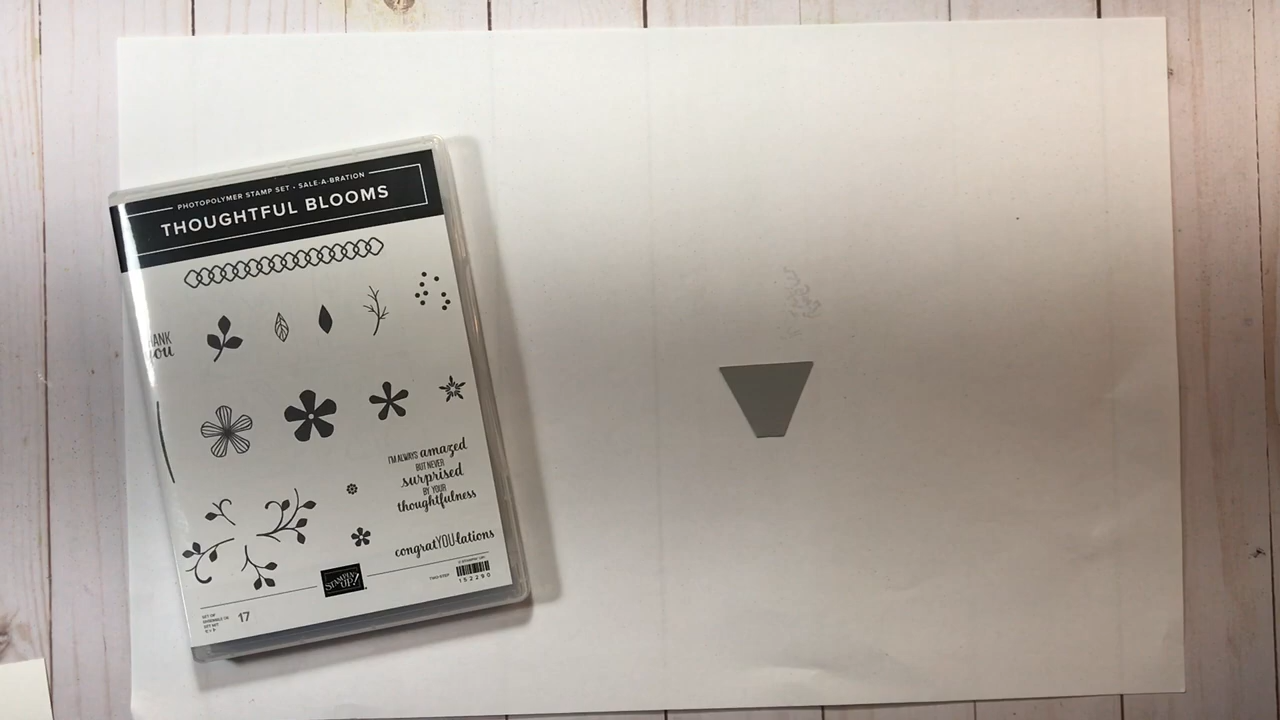 PHOTOPOLYMER STAMP SET • SALE-A-BRATION
THOUGHTFUL BLOOMS
HANK
you
I'M ALWAYS amazed
BUT NEVER
surprised
BY YOUR
thoughtfulness
congratYOUlations
STAMPIN' UP!
152290
17